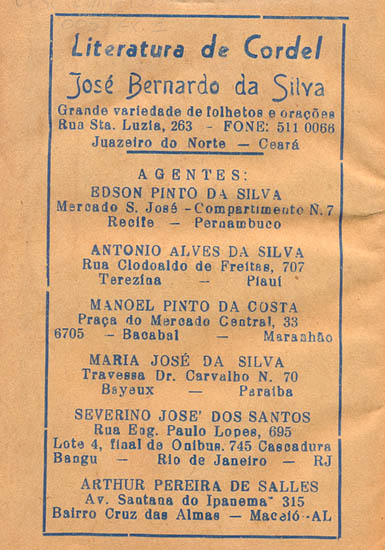 Literatura de Cordel
José Bernardo da Silva
Grande variedade de folhetos e orações
Rua Sta. Luzia, 263 - FONE: 511 0066
Juazeiro do Norte — Ceará
AGENTES:
EDSON PINTO DA SILVA
Mercado S. José - Compartimento N. 7
Recife — Pernambuco
ANTONIO ALVES DA SILVA
Rua Clodoaldo de Freitas, 707
Terezina — Piauí
MANOEL PINTO DA COSTA
Praça do Mercado Central, 33
6705 - Bacabal — Maranhão
MARIA JOSÉ DA SILVA
Travessa Dr. Carvalho N. 70
Bayeux — Paraiba
SEVERINO JOSE' DOS SANTOS
Rua Eng. Paulo Lopes, 695
Lote 4, final de Onibus. 745 Cascadura
Bangu — Rio de Janeiro — RJ
ARTHUR PEREIRA DE SALLES
Av. Santana do Ipanema 315
Bairro Cruz das Almas — Maceió - AL